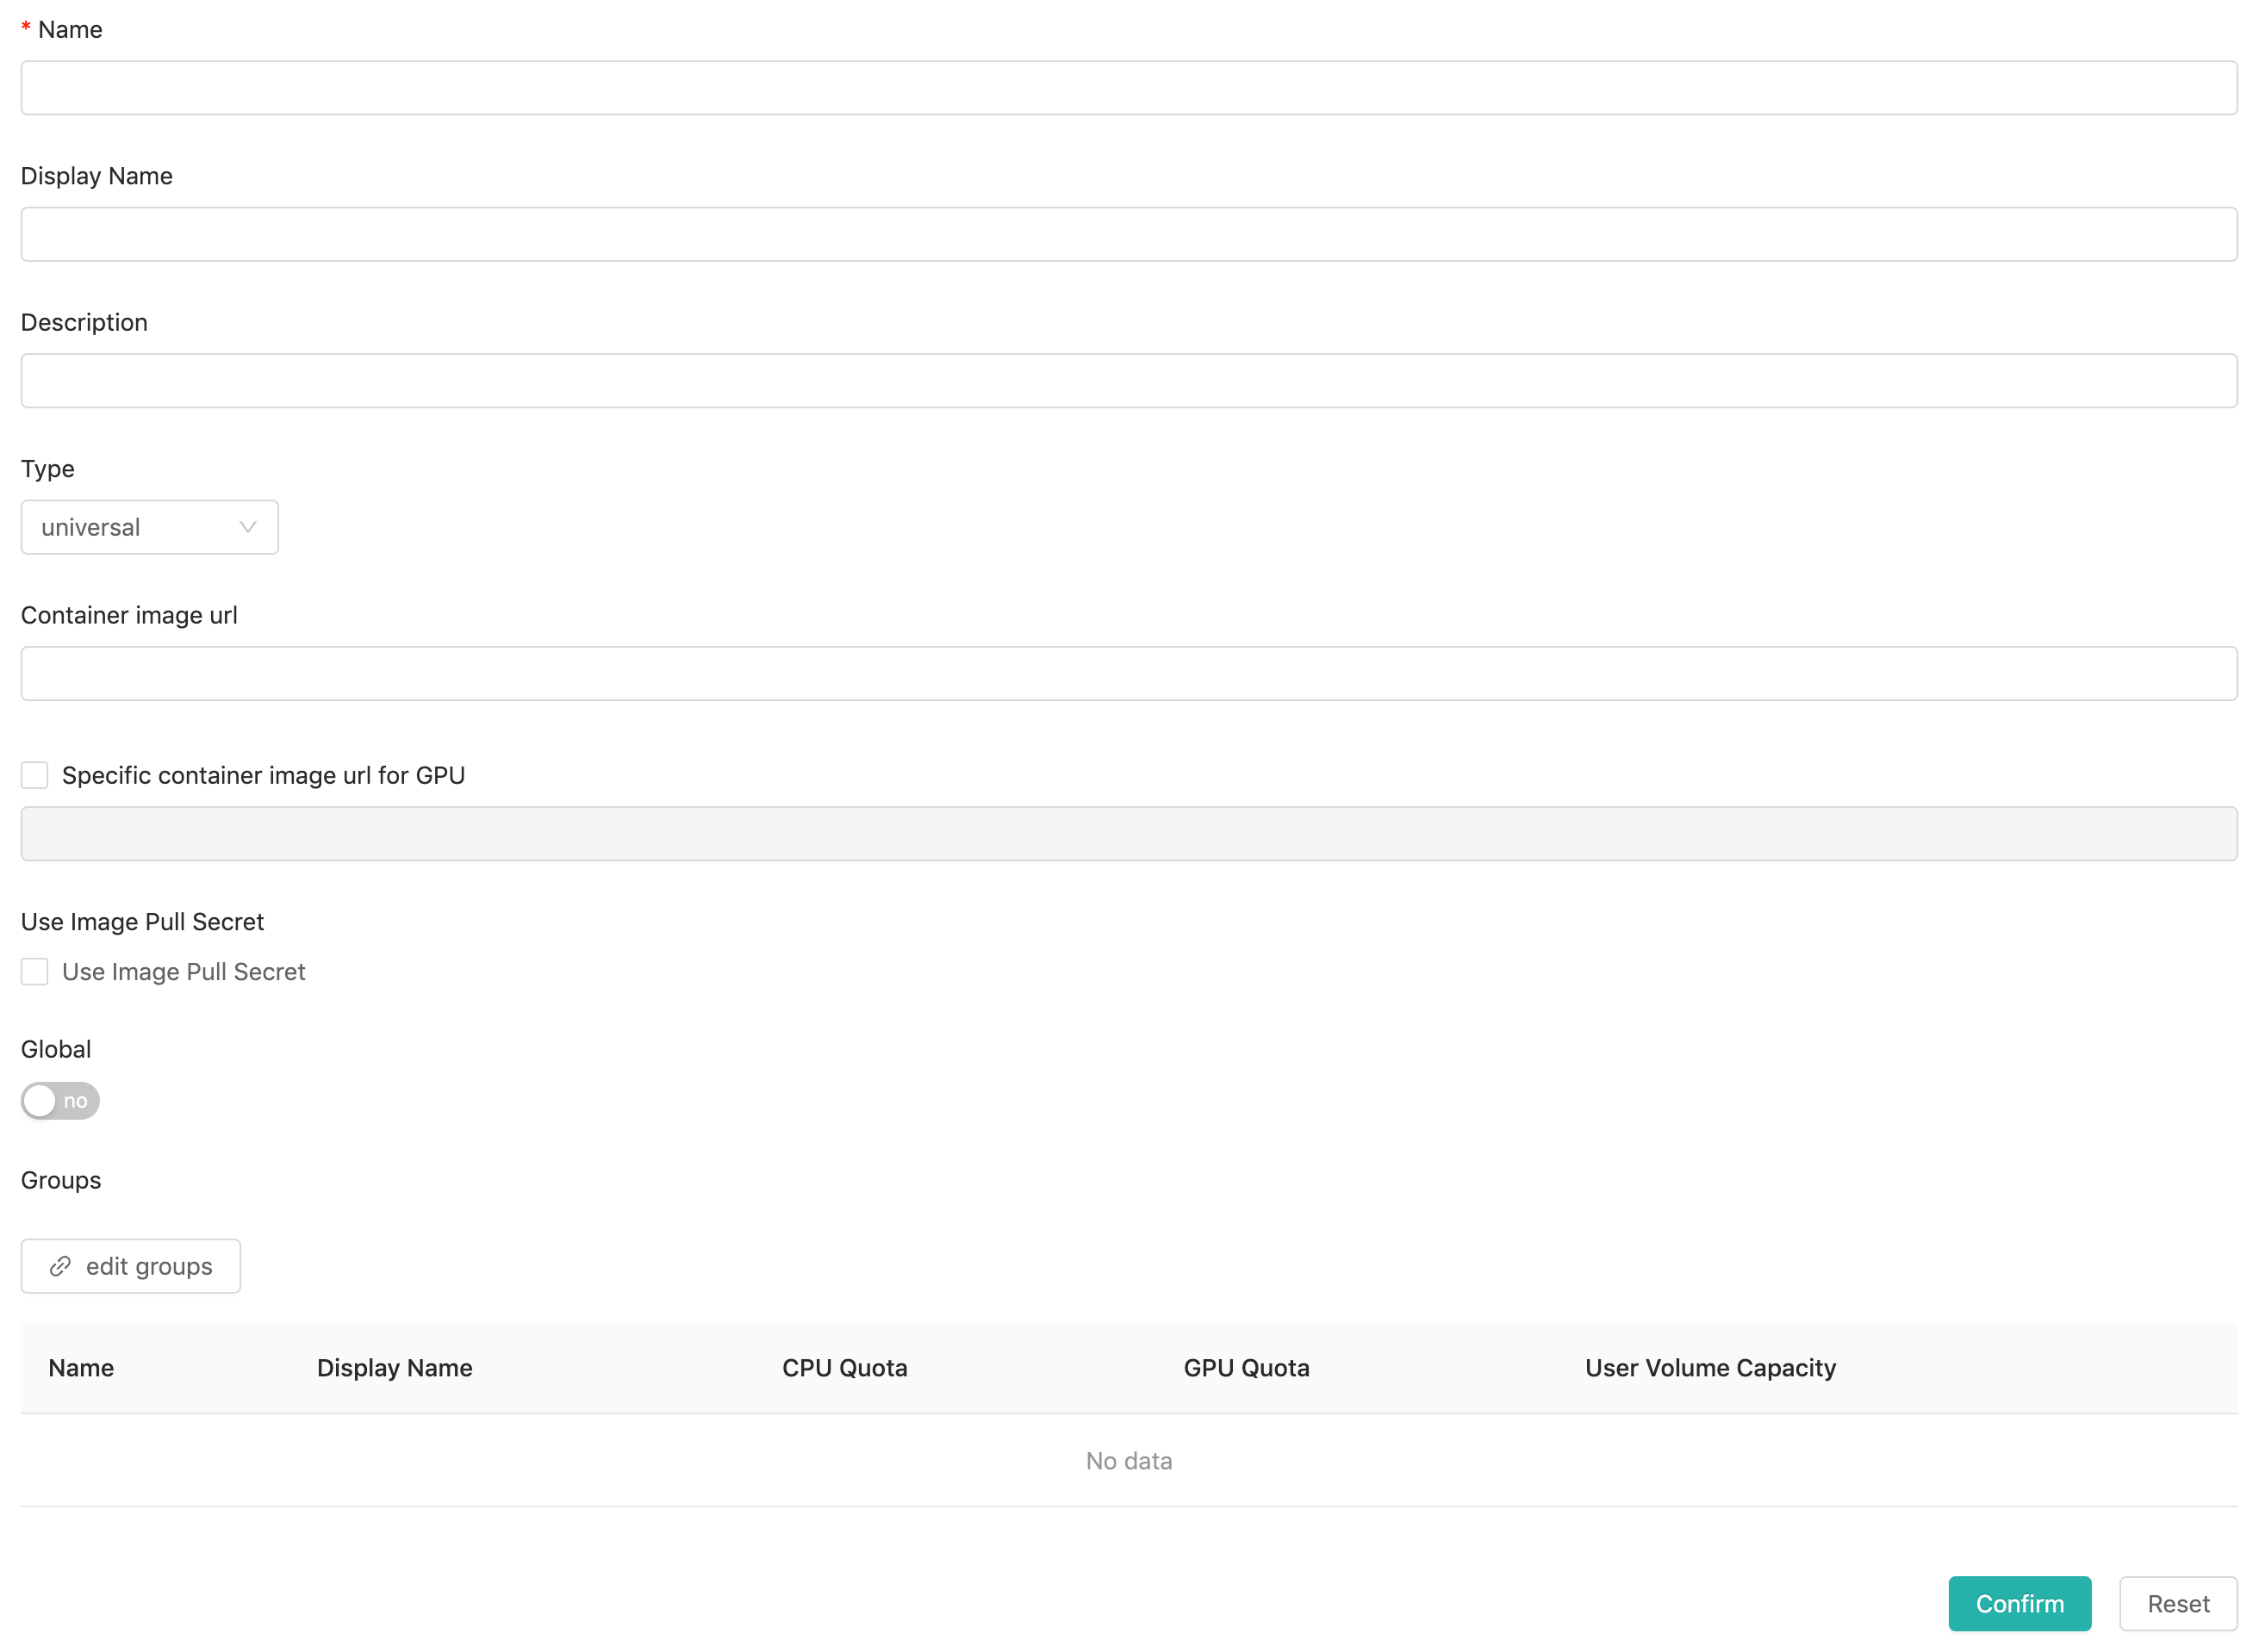 * Name
Display Name
Description
Type
universal
Container image url
Specific container image url for GPU
Use Image Pull Secret
Use Image Pull Secret
Global
no
Groups
edit groups
Name Display Name CPU Quota GPU Quota User Volume Capacity
No data
Confirm Reset